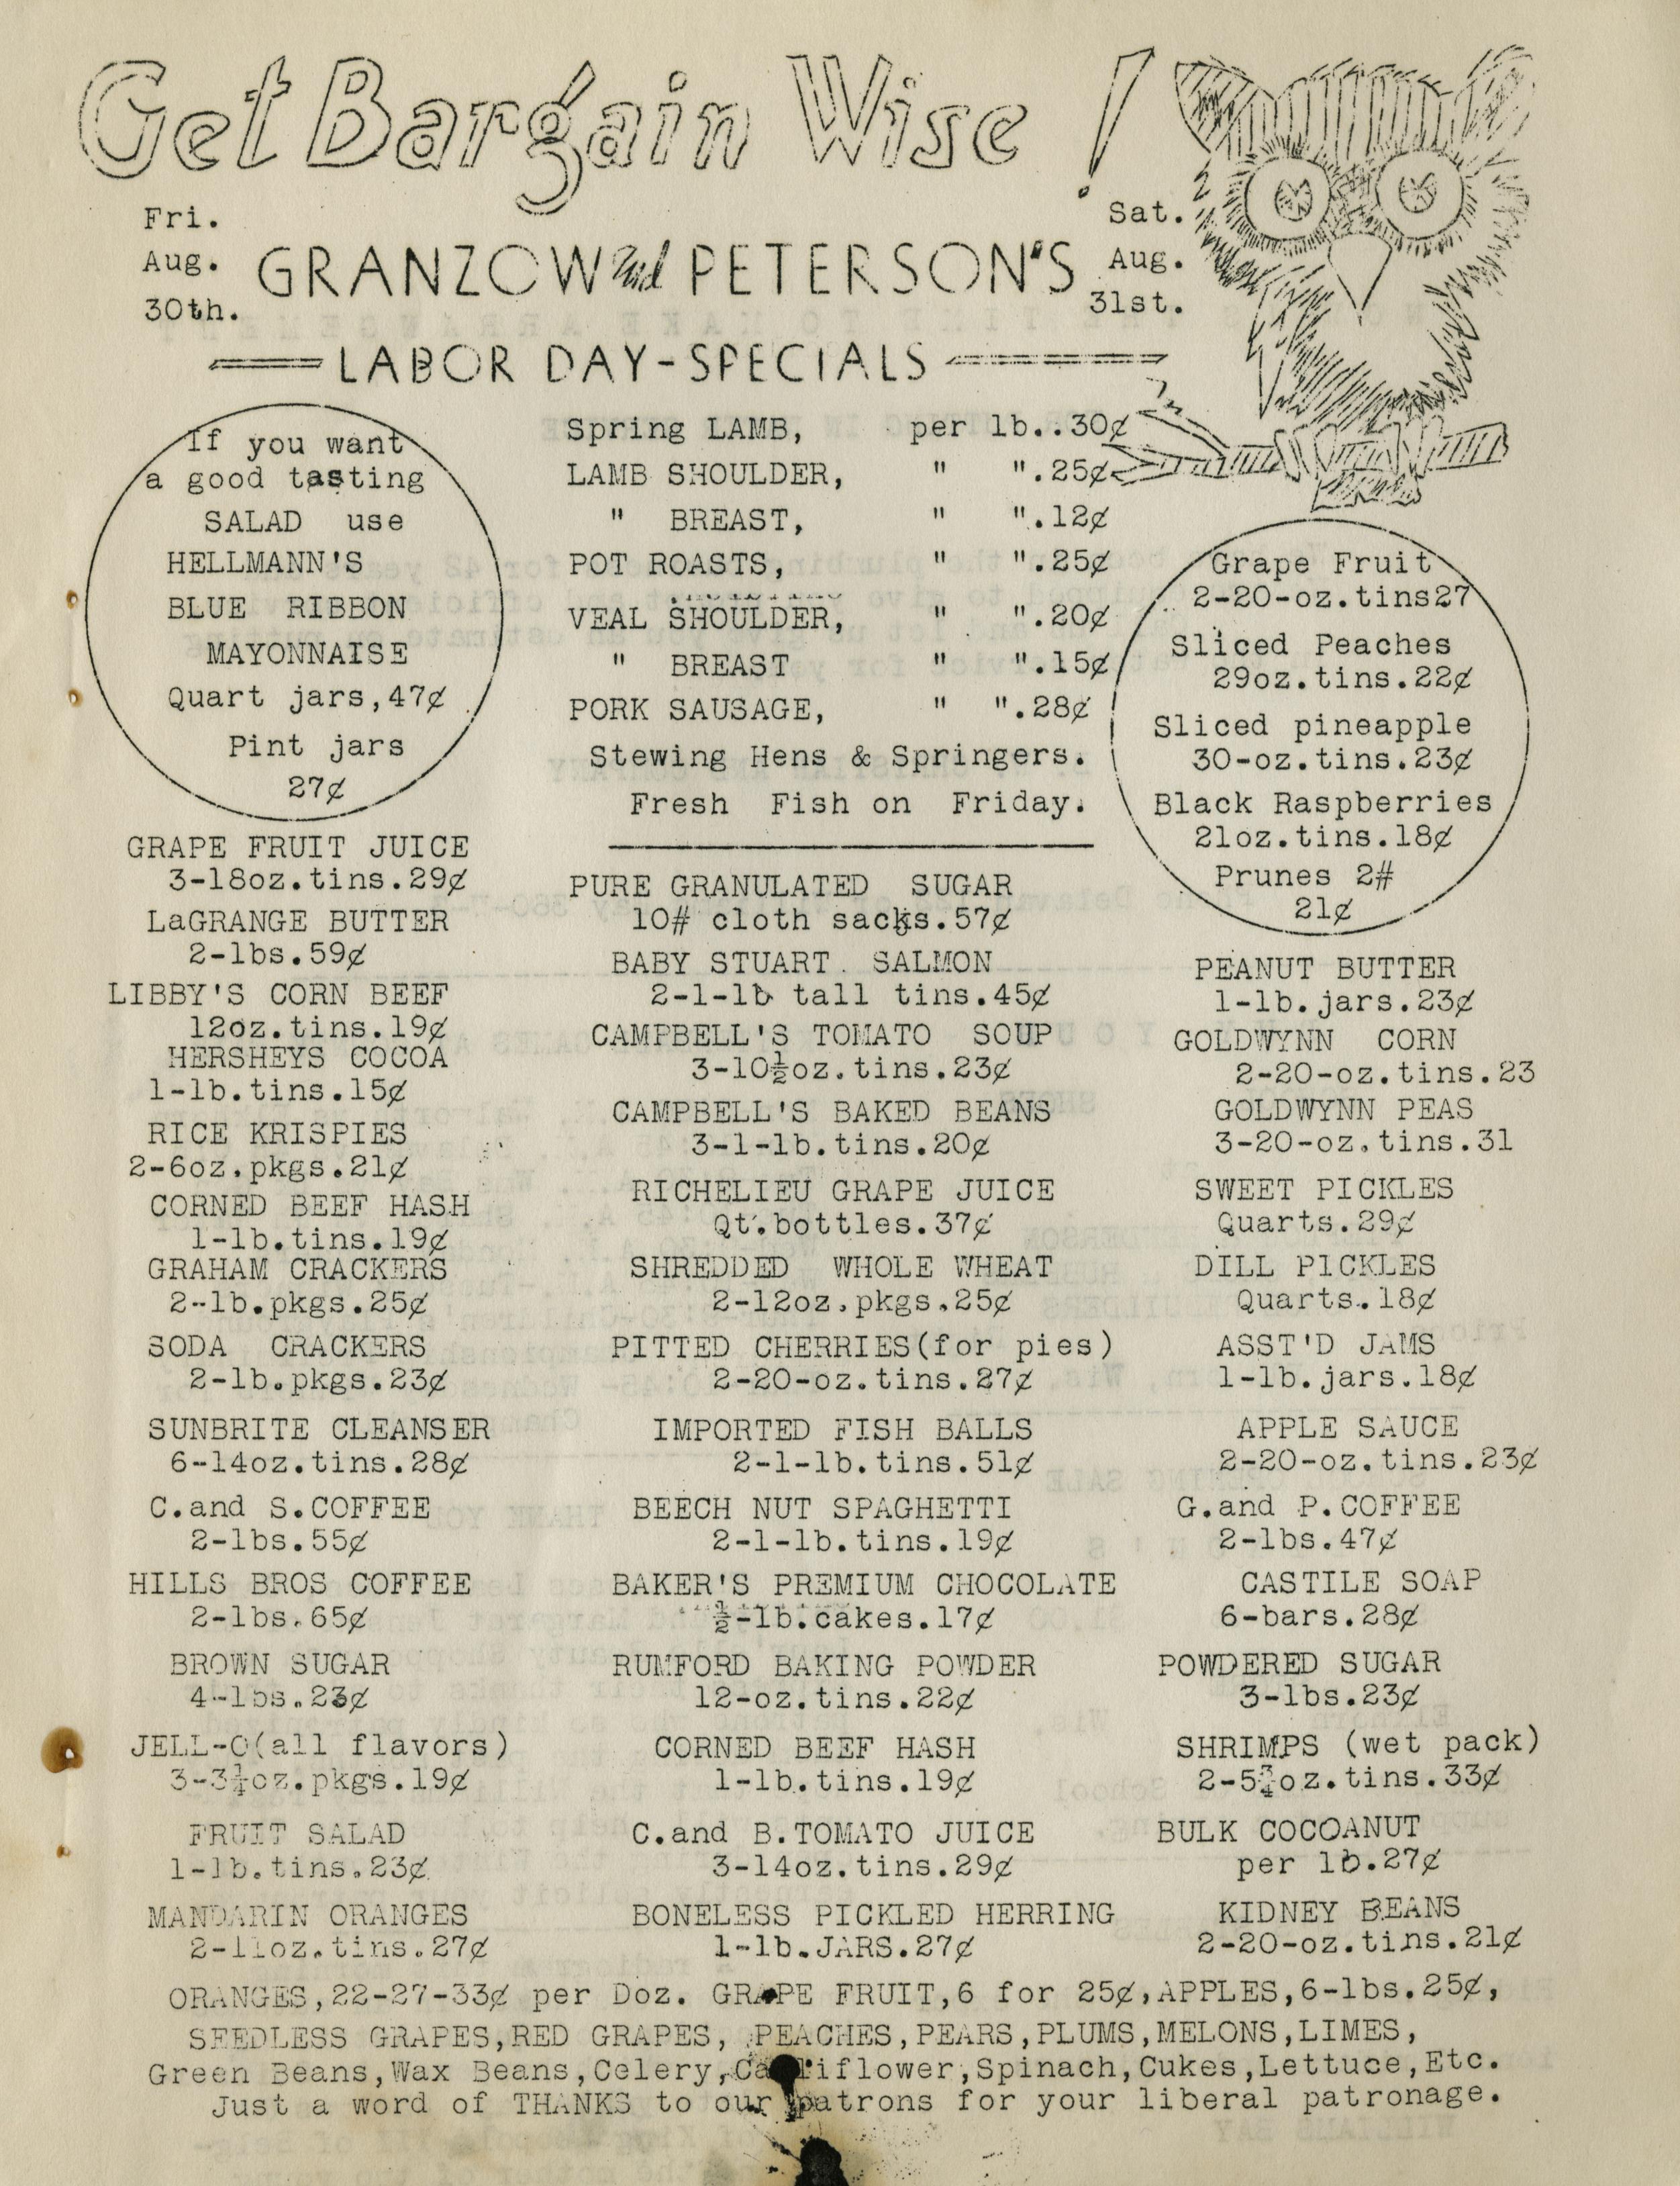 Get Bargain Wise!
Fri.
Aug.
30th.
GRANZOW and PETERSON'S
Sat.
Aug.
31st.
LABOR DAY-SPECIALS
If you want
a good tasting
SALAD use
HELLMANN'S
BLUE RIBBON
MAYONNAISE
Quart jars,47¢
Pint jars
27¢
GRAPE FRUIT JUICE
3-18oz.tins.29¢
LaGRANGE BUTTER
2-lbs.59¢
LIBBY'S CORN BEEF
12oz.tins.19¢
HERSHEYS COCOA
1-lb.tins.15¢
RICE KRISPIES
2-6oz.pkgs.21¢
CORNED BEEF HASH
1-lb.tins.19¢
GRAHAM CRACKERS
2-lb.pkgs.25¢
SODA CRACKERS
2-lb.pkgs.23¢
SUNBRITE CLEANSER
6-14oz.tins.28¢
C.and S.COFFEE
2-lbs.55¢
HILLS BROS COFFEE
2-lbs.65¢
BROWN SUGAR
4-lbs.23¢
JELL-O(all flavors)
3-3¼oz.pkgs.19¢
FRUIT SALAD
1-lb.tins.23¢
MANDARIN ORANGES
2-11oz.tins.27¢
Spring LAMB, per lb..30¢
LAMB SHOULDER, " ".25¢
" BREAST, " ".12¢
POT ROASTS, " ".25¢
VEAL SHOULDER, " ".20¢
" BREAST " ".15¢
PORK SAUSAGE, " ".28¢
Stewing Hens & Springers.
Fresh Fish on Friday.
PURE GRANULATED SUGAR
10# cloth sacks.57¢
BABY STUART. SALMON
2-1-lb tall tins.45¢
CAMPBELL'S TOMATO SOUP
3-10½oz.tins.23¢
CAMPBELL'S BAKED BEANS
3-1-lb.tins.20¢
RICHELIEU GRAPE JUICE
Qt.bottles.37¢
SHREDDED WHOLE WHEAT
2-12oz.pkgs.25¢
PITTED CHERRIES(for pies)
2-20-oz.tins.27¢
IMPORTED FISH BALLS
2-1-lb.tins.51¢
BEECH NUT SPAGHETTI
2-1-lb.tins.19¢
BAKER'S PREMIUM CHOCOLATE
½-lb.cakes.17¢
RUMFORD BAKING POWDER
12-oz.tins.22¢
CORNED BEEF HASH
1-lb.tins.19¢
C.and B.TOMATO JUICE
3-14oz.tins.29¢
BONELESS PICKLED HERRING
1-lb.JARS.27¢
Grape Fruit
2-20-oz.tins27
Sliced Peaches
29oz.tins.22¢
Sliced pineapple
30-oz.tins.23¢
Black Raspberries
21oz.tins.18¢
Prunes 2#
21¢
PEANUT BUTTER
1-lb.jars.23¢
GOLDWYNN CORN
2-20-oz.tins.23
GOLDWYNN PEAS
3-20-oz.tins.31
SWEET PICKLES
Quarts.29¢
DILL PICKLES
Quarts..18¢
ASST'D JAMS
1-lb.jars.18¢
APPLE SAUCE
2-20-oz.tins.23¢
G.and P.COFFEE
2-lbs.47¢
CASTILE SOAP
6-bars.28¢
POWDERED SUGAR
3-lbs.23¢
SHRIMPS (wet pack)
2-5¾oz.tins.33¢
BULK COCOANUT
per lb.27¢
KIDNEY BEANS
2-20-oz.tins.21¢
ORANGES,22-27-33¢ per Doz. GRAPE FRUIT,6 for 25¢,APPLES,6-lbs.25¢,
SEEDLESS GRAPES,RED GRAPES, PEACHES,PEARS,PLUMS,MELONS,LIMES,
Green Beans,Wax Beans,Celery,Cauliflower,Spinach,Cukes,Lettuce,Etc.
Just a word of THANKS to our patrons for your liberal patronage.